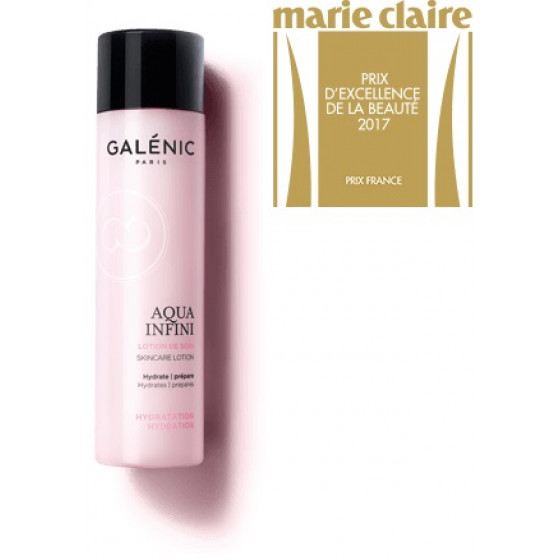 marie claire
PRIX
D'EXCELLENCE
DE LA BEAUTÉ
2017
PRIX FRANCE
GALÉNIC
PARIS
AQUA
INFINI
LOTION DE SOIN
SKINCARE LOTION
Hydrate | prépare
Hydrates | prepares
HYDRATATION
HYDRATION